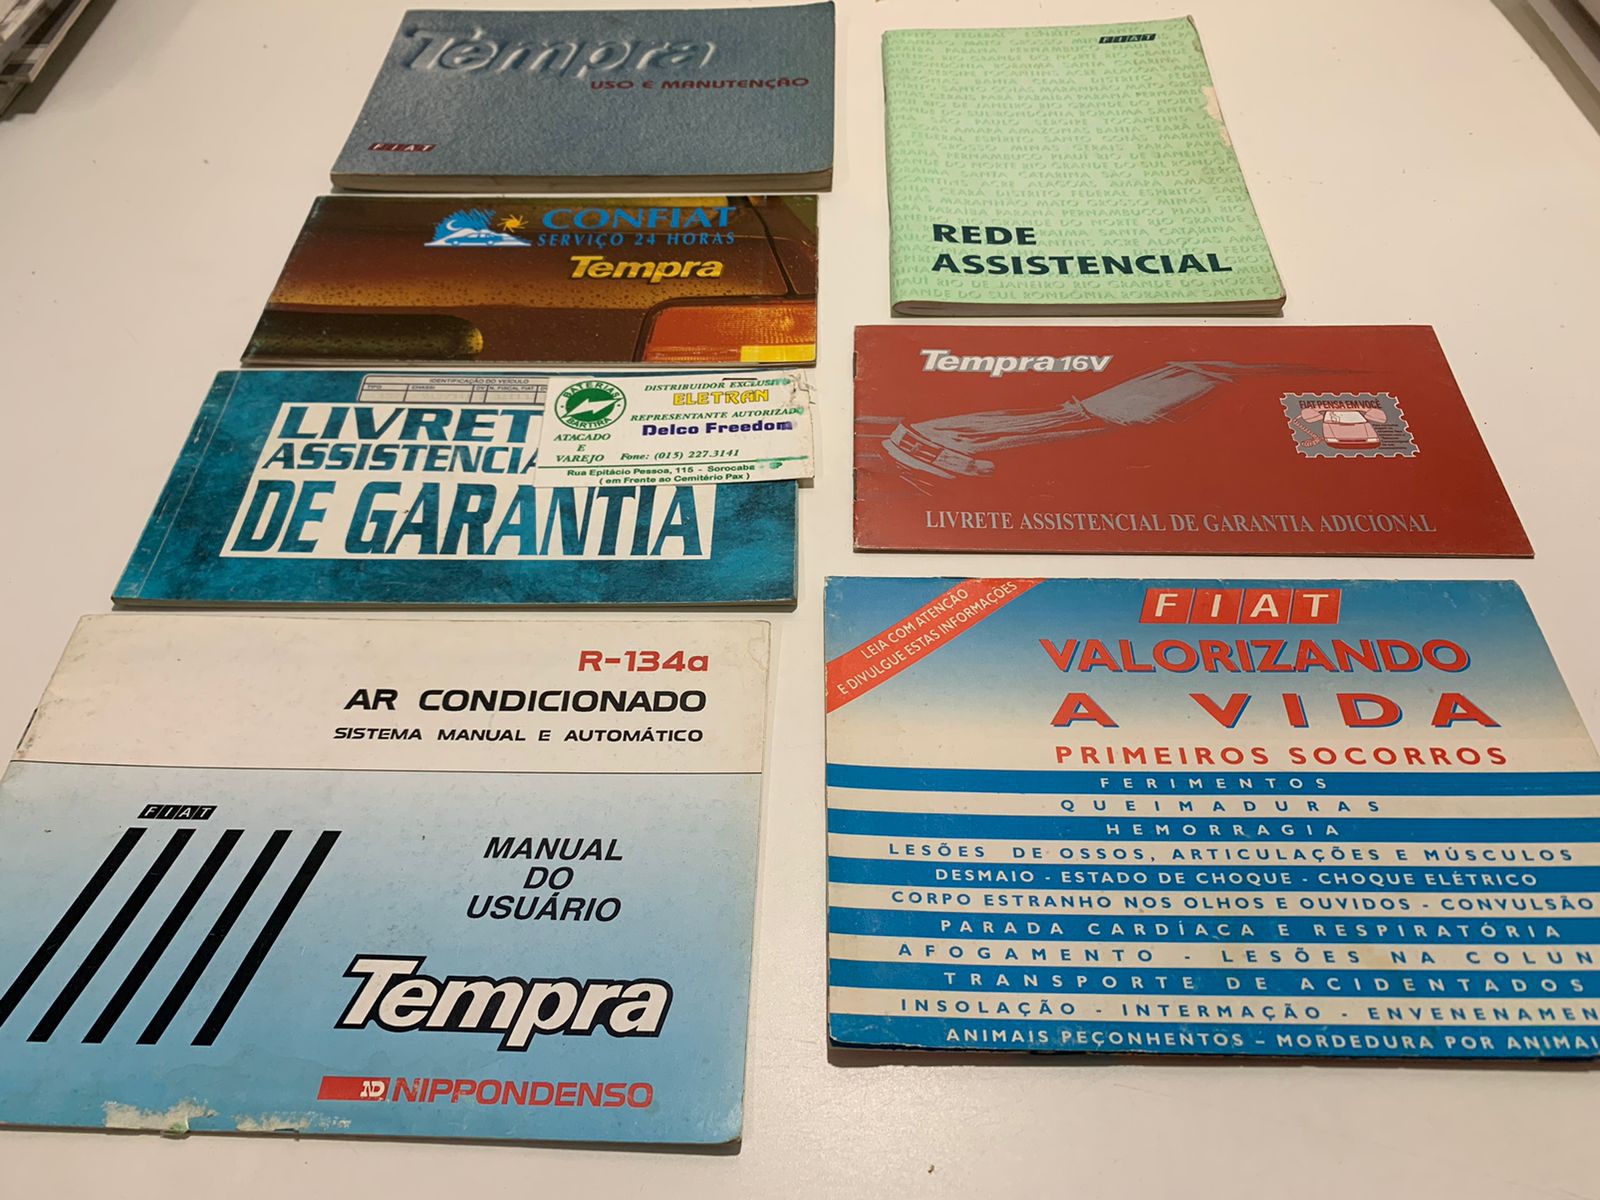 Tempra
USO E MANUTENÇÃO
FIAT
CONFIAT
SERVIÇO 24 HORAS
Tempra
IDENTIFICAÇÃO DO VEÍCULO
TIPO CHASSI
LIVRET
ASSISTENCIA
DE GARANTIA
BATERIAS
BARTIRA
ATACADO
E
VAREJO
DISTRIBUIDOR EXCLUSIVO
ELETRAN
REPRESENTANTE AUTORIZADO
Delco Freedom
Fone: (015) 227.3141
Rua Epitácio Pessoa, 115 - Sorocaba - SP
( em Frente ao Cemitério Pax )
R-134a
AR CONDICIONADO
SISTEMA MANUAL E AUTOMÁTICO
FIAT
MANUAL
DO
USUÁRIO
Tempra
ND NIPPONDENSO
FIAT
REDE
ASSISTENCIAL
Tempra 16V
FIAT PENSA EM VOCÊ
LIVRETE ASSISTENCIAL DE GARANTIA ADICIONAL
LEIA COM ATENÇÃO
E DIVULGUE ESTAS INFORMAÇÕES
FIAT
VALORIZANDO
A VIDA
PRIMEIROS SOCORROS
FERIMENTOS
QUEIMADURAS
HEMORRAGIA
LESÕES DE OSSOS, ARTICULAÇÕES E MÚSCULOS
DESMAIO - ESTADO DE CHOQUE - CHOQUE ELÉTRICO
CORPO ESTRANHO NOS OLHOS E OUVIDOS - CONVULSÃO
PARADA CARDÍACA E RESPIRATÓRIA
AFOGAMENTO - LESÕES NA COLUN
TRANSPORTE DE ACIDENTADOS
INSOLAÇÃO - INTERMAÇÃO - ENVENENAMEN
ANIMAIS PEÇONHENTOS - MORDEDURA POR ANIMAI